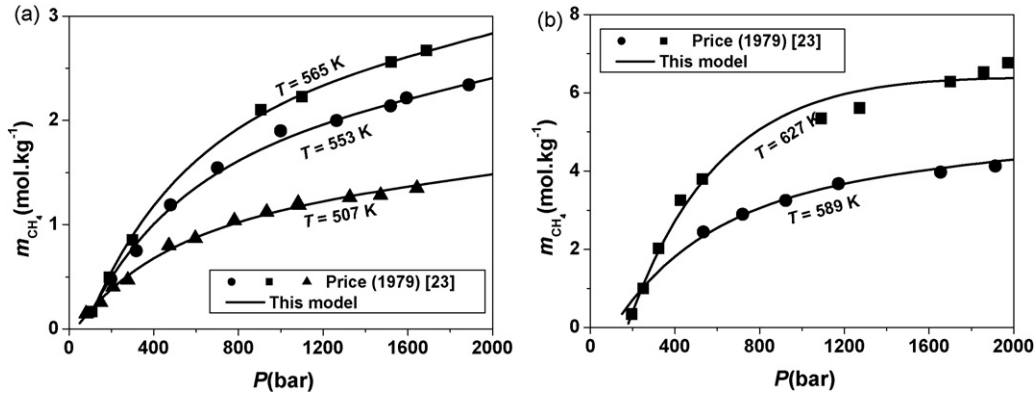 (a)
3
2
1
0
m_CH₄(mol.kg⁻¹)
T = 565 K
T = 553 K
T = 507 K
Price (1979) [23]
This model
0 400 800 1200 1600 2000
P(bar)
(b)
8
6
4
2
0
m_CH₄(mol.kg⁻¹)
Price (1979) [23]
This model
T = 627 K
T = 589 K
0 400 800 1200 1600 2000
P(bar)